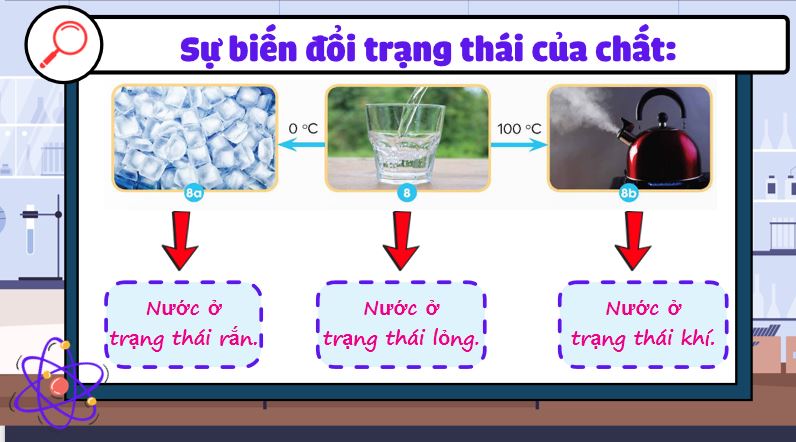 Sự biến đổi trạng thái của chất:
0 °C
100 °C
8a
8
8b
Nước ở
trạng thái rắn.
Nước ở
trạng thái lỏng.
Nước ở
trạng thái khí.